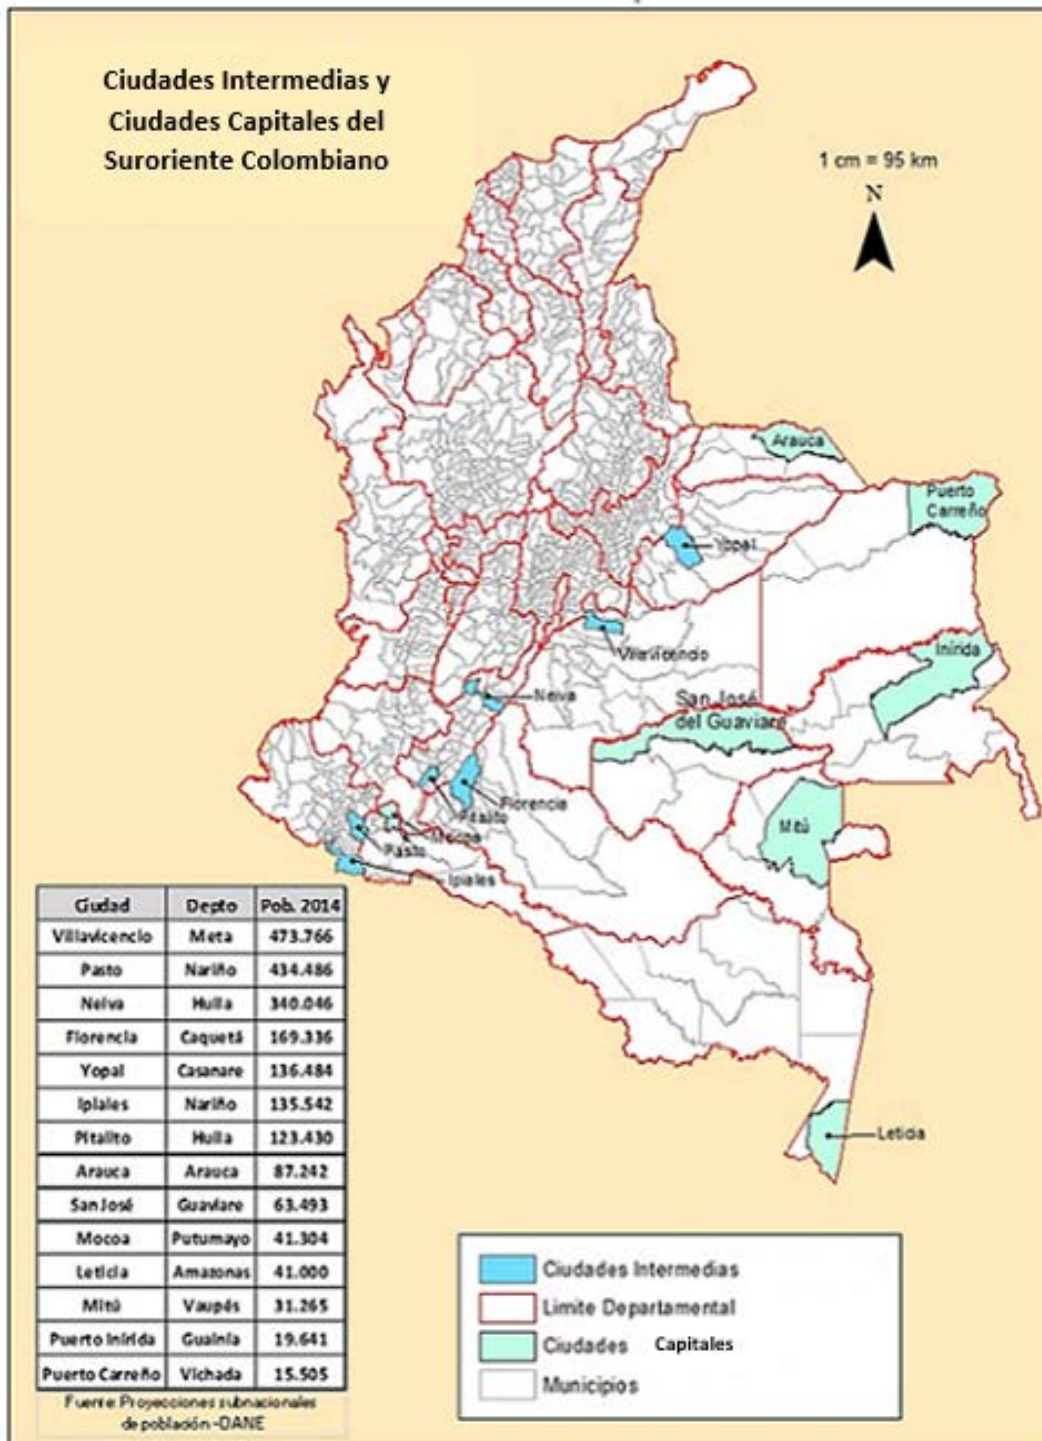 Ciudades Intermedias y
Ciudades Capitales del
Suroriente Colombiano
1 cm = 95 km
N
Arauca
Puerto
Carreño
Yopal
Villavicencio
Inírida
Neiva
San José
del Guaviare
Florencia
Pitalito
Mitú
Mocoa
Pasto
Ipiales
Leticia
Ciudad Depto Pob. 2014
Villavicencio Meta 473.766
Pasto Nariño 434.486
Neiva Huila 340.046
Florencia Caquetá 169.336
Yopal Casanare 136.484
Ipiales Nariño 135.542
Pitalito Huila 123.430
Arauca Arauca 87.242
San José Guaviare 63.493
Mocoa Putumayo 41.304
Leticia Amazonas 41.000
Mitú Vaupés 31.265
Puerto Inírida Guainía 19.641
Puerto Carreño Vichada 15.505
Fuente: Proyecciones subnacionales
de población -DANE
Ciudades Intermedias
Limite Departamental
Ciudades Capitales
Municipios